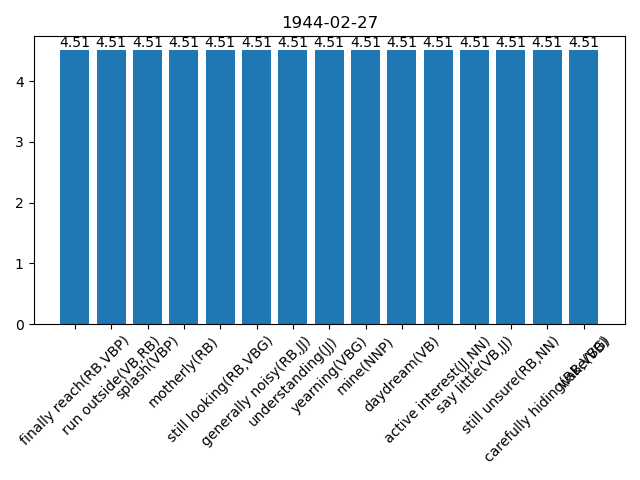 1944-02-27
4.51 4.51 4.51 4.51 4.51 4.51 4.51 4.51 4.51 4.51 4.51 4.51 4.51 4.51 4.51
4
3
2
1
0
finally reach(RB,VBP)
run outside(VB,RB)
splash(VBP)
motherly(RB)
still looking(RB,VBG)
generally noisy(RB,JJ)
understanding(JJ)
yearning(VBG)
mine(NNP)
daydream(VB)
active interest(JJ,NN)
say little(VB,JJ)
still unsure(RB,NN)
carefully hiding(RB,VBG)